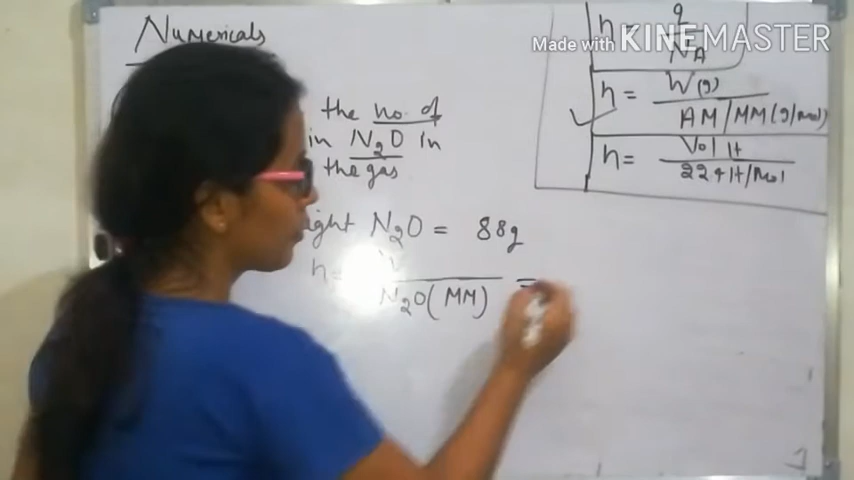 Numericals
the no. of
in N2O in
the gas
ight N2O = 88g
n =
N2O(MM) =
n = q
NA
n = W(g)
AM/MM(g/mol)
n = Vol lt
22.4 lt/Mol
Made with KINEMASTER